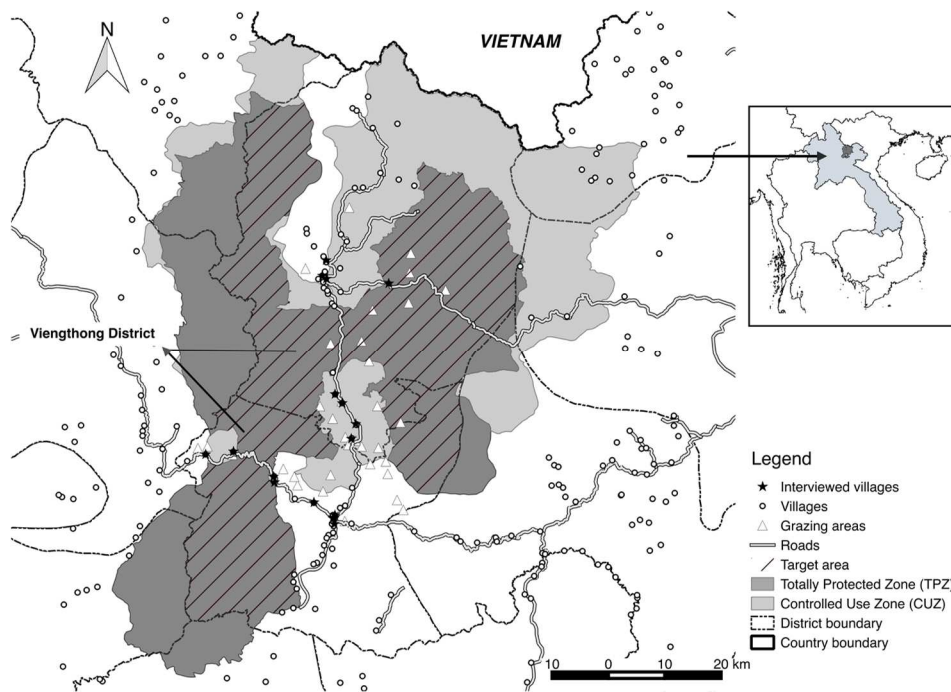 N
VIETNAM
Viengthong District
Legend
Interviewed villages
Villages
Grazing areas
Roads
Target area
Totally Protected Zone (TPZ)
Controlled Use Zone (CUZ)
District boundary
Country boundary
10 0 10 20 km